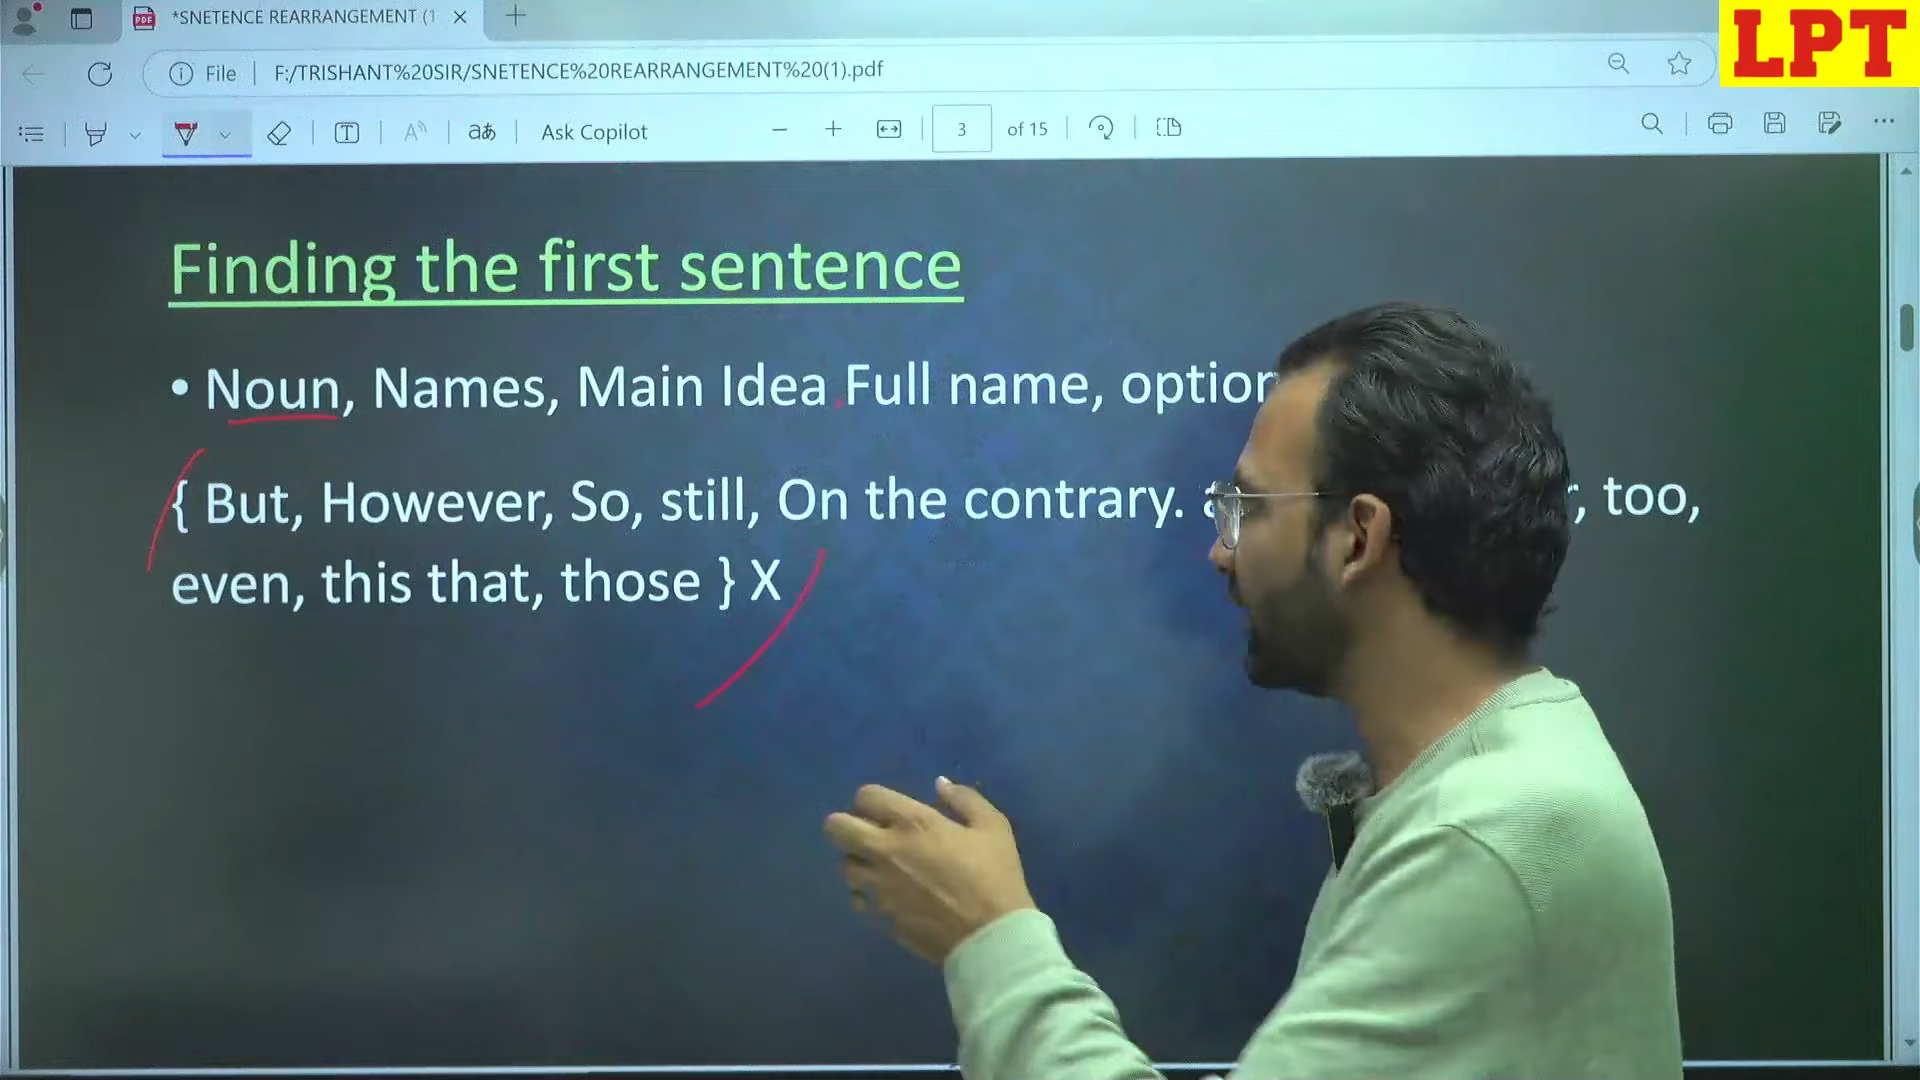 *SNETENCE REARRANGEMENT (1
LPT
File
F:/TRISHANT%20SIR/SNETENCE%20REARRANGEMENT%20(1).pdf
Ask Copilot
3 of 15
Finding the first sentence
• Noun, Names, Main Idea Full name,
{ But, However, So, still, On the contrary. too,
even, this that, those } X